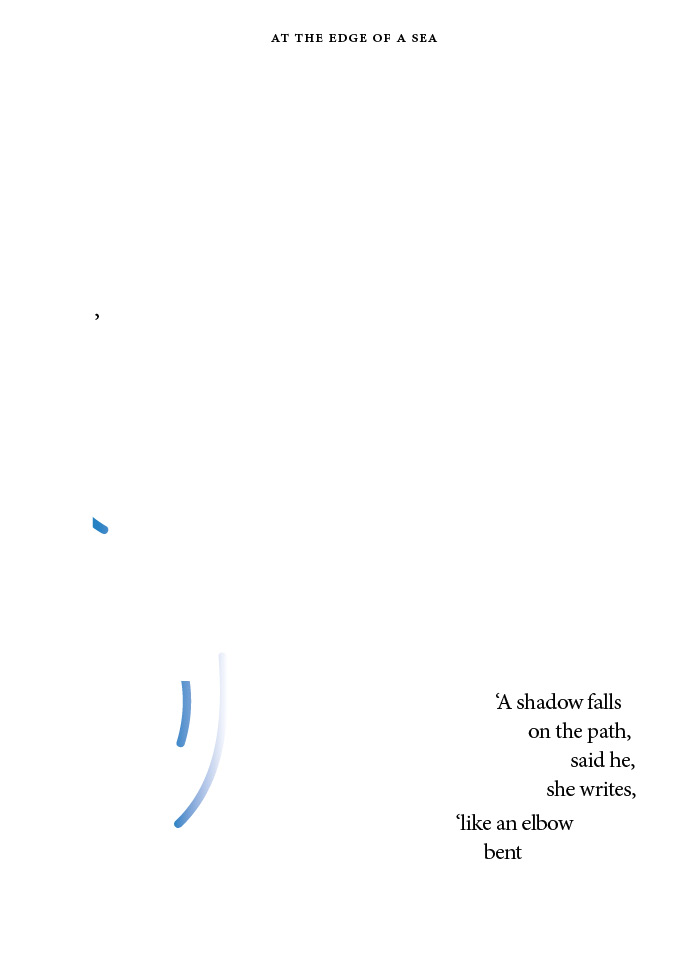 AT THE EDGE OF A SEA
’
‘A shadow falls
on the path,
said he,
she writes,
‘like an elbow
bent